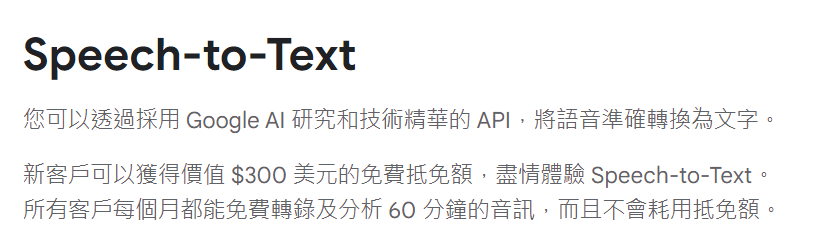 Speech-to-Text
您可以透過採用 Google AI 研究和技術精華的 API，將語音準確轉換為文字。
新客戶可以獲得價值 $300 美元的免費抵免額，盡情體驗 Speech-to-Text。
所有客戶每個月都能免費轉錄及分析 60 分鐘的音訊，而且不會耗用抵免額。